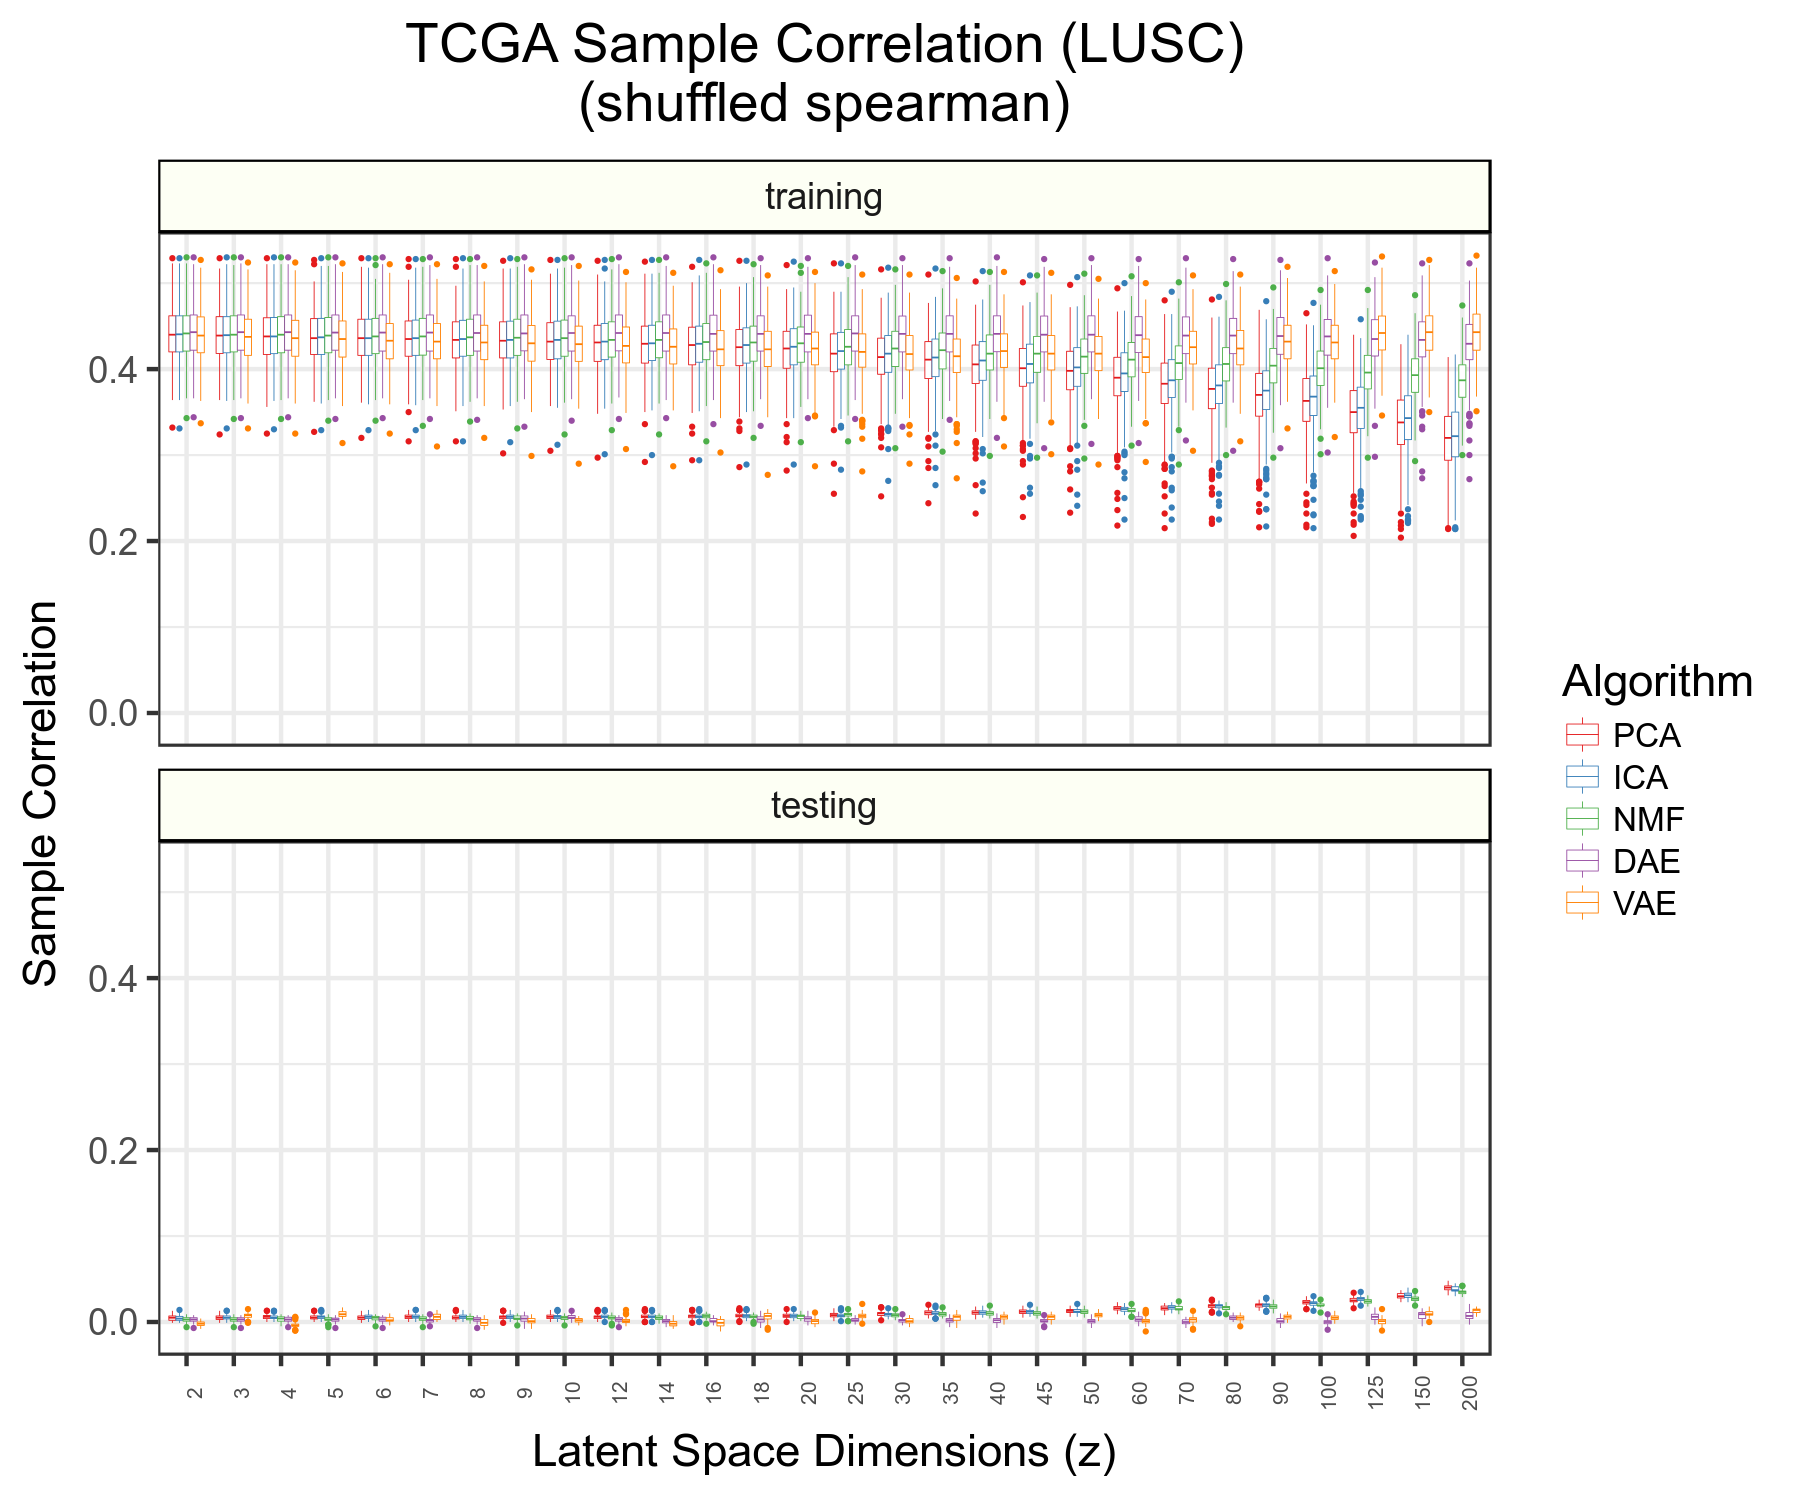 TCGA Sample Correlation (LUSC)
(shuffled spearman)
training
0.4
0.2
0.0
testing
0.4
0.2
0.0
Sample Correlation
2 3 4 5 6 7 8 9 10 12 14 16 18 20 25 30 35 40 45 50 60 70 80 90 100 125 150 200
Latent Space Dimensions (z)
Algorithm
PCA
ICA
NMF
DAE
VAE